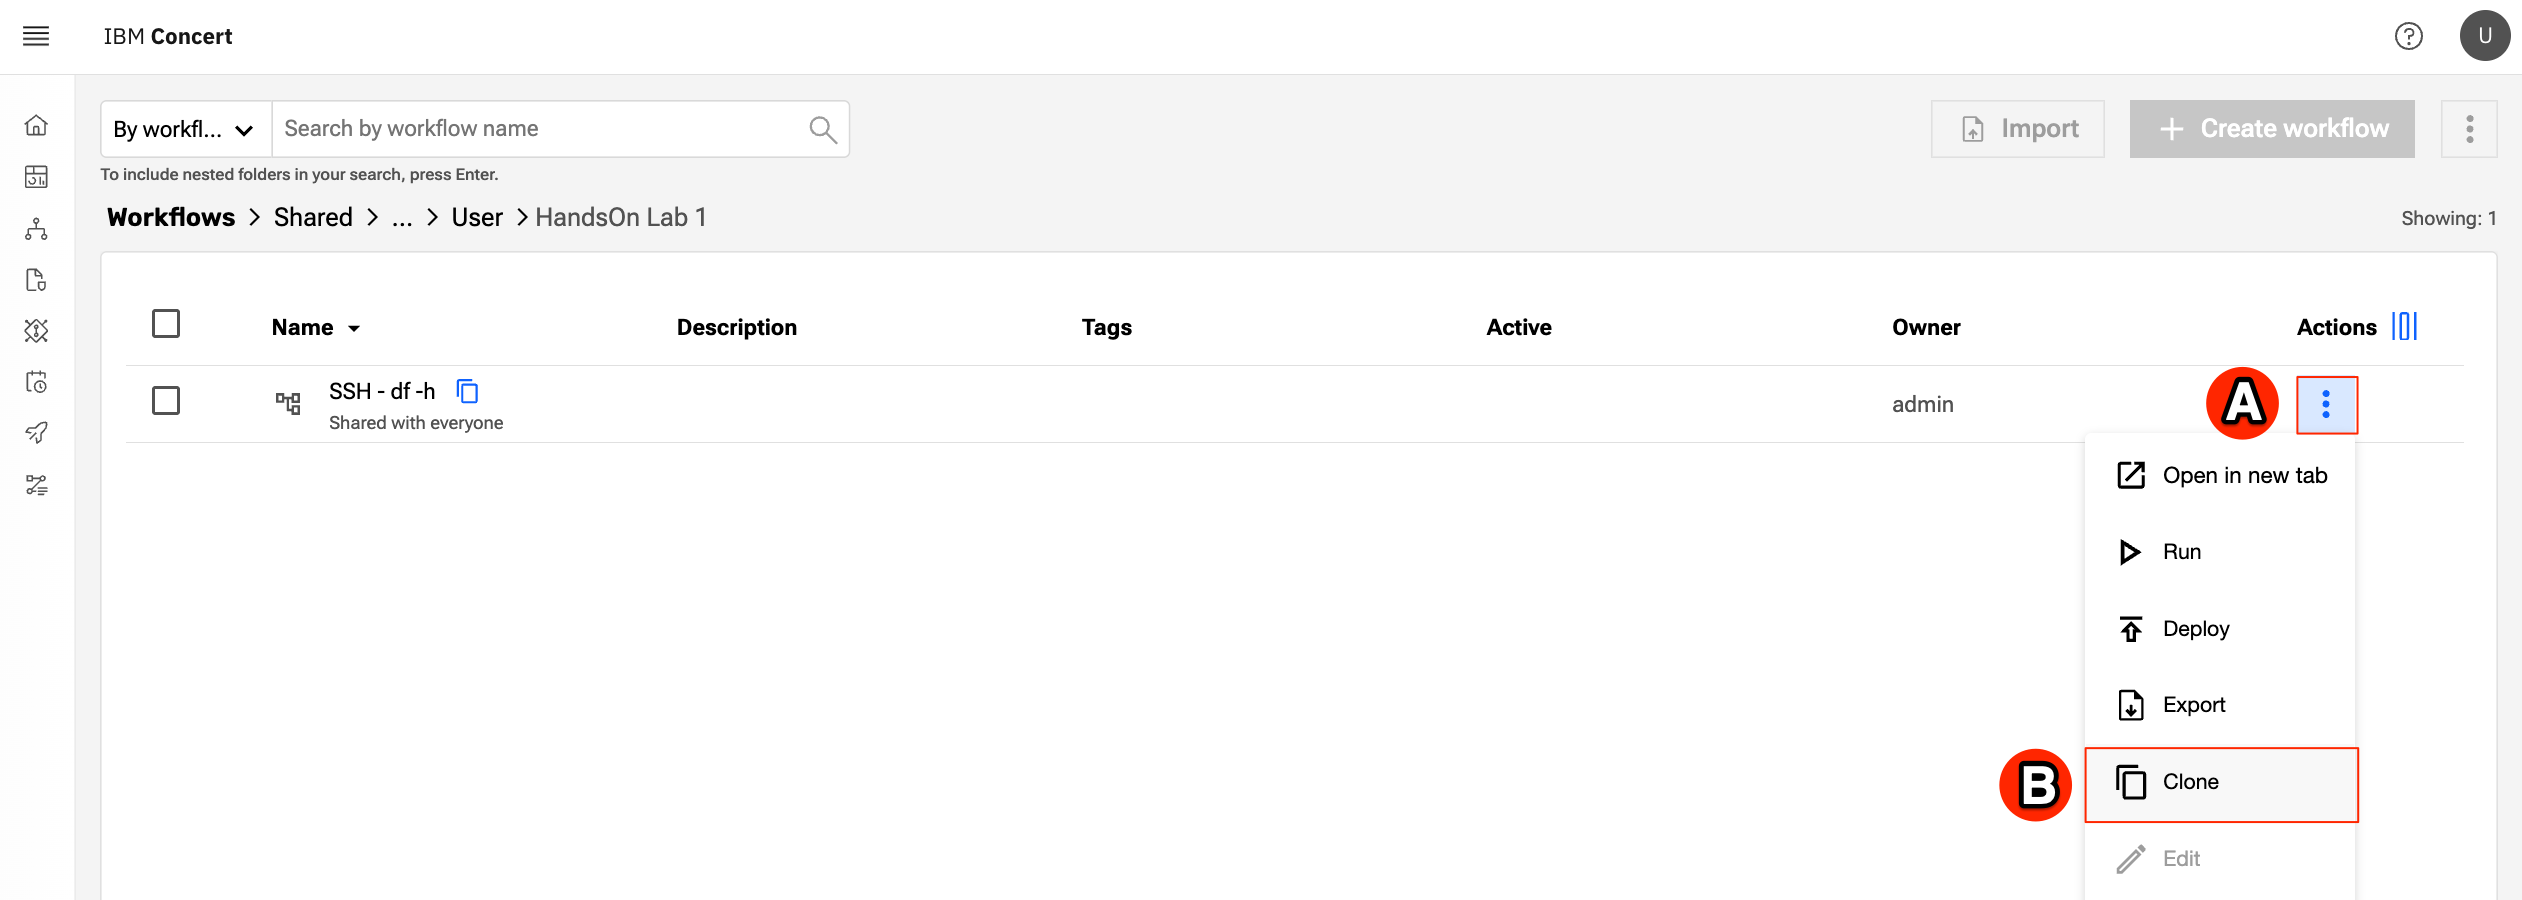 IBM Concert
U
By workfl...
Search by workflow name
Import
Create workflow
To include nested folders in your search, press Enter.
Workflows > Shared > ... > User > HandsOn Lab 1
Showing: 1
Name
Description
Tags
Active
Owner
Actions
SSH - df -h
Shared with everyone
admin
A
Open in new tab
Run
Deploy
Export
B
Clone
Edit